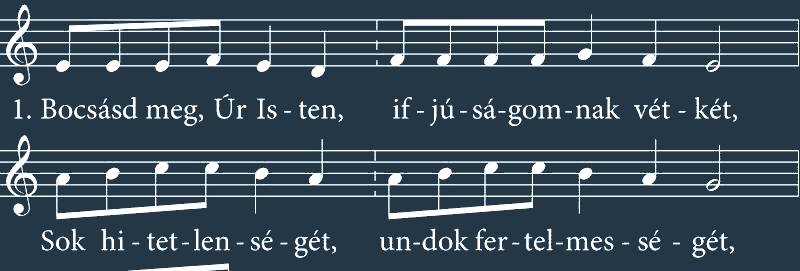 1. Bocsásd meg, Úr Is - ten, if - jú - sá - gom - nak vét - két,
Sok hi - tet - len - sé - gét, un - dok fer - tel - mes - sé - gét,